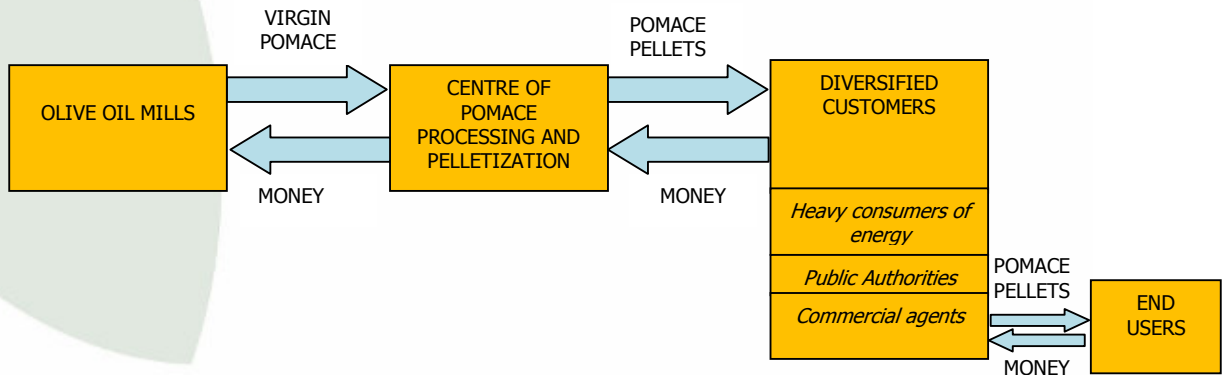 VIRGIN
POMACE
POMACE
PELLETS
OLIVE OIL MILLS
CENTRE OF
POMACE
PROCESSING AND
PELLETIZATION
DIVERSIFIED
CUSTOMERS
MONEY
MONEY
Heavy consumers of
energy
Public Authorities
Commercial agents
POMACE
PELLETS
END
USERS
MONEY